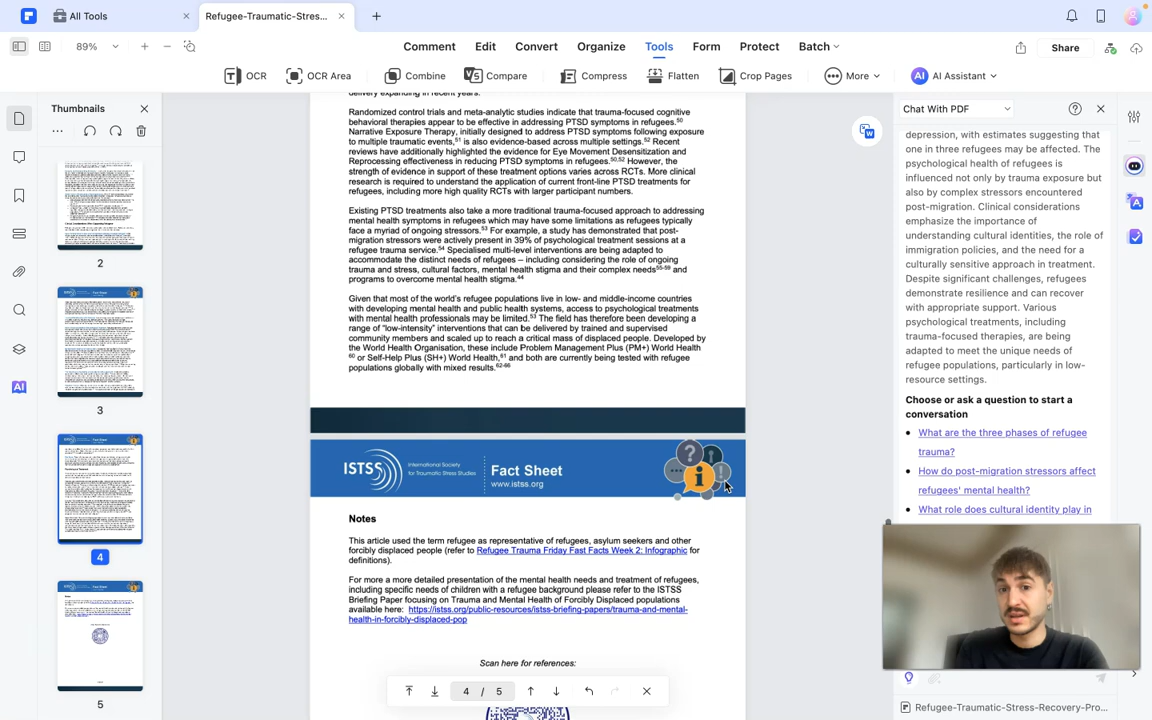 All Tools
Refugee-Traumatic-Stres...
89%
Comment
Edit
Convert
Organize
Tools
Form
Protect
Batch
Share
OCR
OCR Area
Combine
Compare
Compress
Flatten
Crop Pages
More
AI Assistant
Thumbnails
2
3
4
5
AI
delivery expanding in recent years.
Randomized control trials and meta-analytic studies indicate that trauma-focused cognitive
behavioral therapies appear to be effective in addressing PTSD symptoms in refugees.50
Narrative Exposure Therapy, initially designed to address PTSD symptoms following exposure
to multiple traumatic events,51 is also evidence-based across multiple settings.52 Recent
reviews have additionally highlighted the evidence for Eye Movement Desensitization and
Reprocessing effectiveness in reducing PTSD symptoms in refugees.50,52 However, the
strength of evidence in support of these treatment options varies across RCTs. More clinical
research is required to understand the application of current front-line PTSD treatments for
refugees, including more high quality RCTs with larger participant numbers.
Existing PTSD treatments also take a more traditional trauma-focused approach to addressing
mental health symptoms in refugees which may have some limitations as refugees typically
face a myriad of ongoing stressors.53 For example, a study has demonstrated that post-
migration stressors were actively present in 39% of psychological treatment sessions at a
refugee trauma service.54 Specialised multi-level interventions are being adapted to
accommodate the distinct needs of refugees – including considering the role of ongoing
trauma and stress, cultural factors, mental health stigma and their complex needs55-59 and
programs to overcome mental health stigma.44
Given that most of the world's refugee populations live in low- and middle-income countries
with developing mental health and public health systems, access to psychological treatments
with mental health professionals may be limited.53 The field has therefore been developing a
range of "low-intensity" interventions that can be delivered by trained and supervised
community members and scaled up to reach a critical mass of displaced people. Developed by
the World Health Organisation, these include Problem Management Plus (PM+) World Health
60 or Self-Help Plus (SH+) World Health,61 and both are currently being tested with refugee
populations globally with mixed results.62-66
ISTSS
International Society
for Traumatic Stress Studies
Fact Sheet
www.istss.org
Notes
This article used the term refugee as representative of refugees, asylum seekers and other
forcibly displaced people (refer to Refugee Trauma Friday Fast Facts Week 2: Infographic for
definitions).
For more a more detailed presentation of the mental health needs and treatment of refugees,
including specific needs of children with a refugee background please refer to the ISTSS
Briefing Paper focusing on Trauma and Mental Health of Forcibly Displaced populations
available here: https://istss.org/public-resources/istss-briefing-papers/trauma-and-mental-
health-in-forcibly-displaced-pop
Scan here for references:
4 / 5
Chat With PDF
depression, with estimates suggesting that
one in three refugees may be affected. The
psychological health of refugees is
influenced not only by trauma exposure but
also by complex stressors encountered
post-migration. Clinical considerations
emphasize the importance of
understanding cultural identities, the role of
immigration policies, and the need for a
culturally sensitive approach in treatment.
Despite significant challenges, refugees
demonstrate resilience and can recover
with appropriate support. Various
psychological treatments, including
trauma-focused therapies, are being
adapted to meet the unique needs of
refugee populations, particularly in low-
resource settings.
Choose or ask a question to start a
conversation
What are the three phases of refugee
trauma?
How do post-migration stressors affect
refugees' mental health?
What role does cultural identity play in
Refugee-Traumatic-Stress-Recovery-Pro...